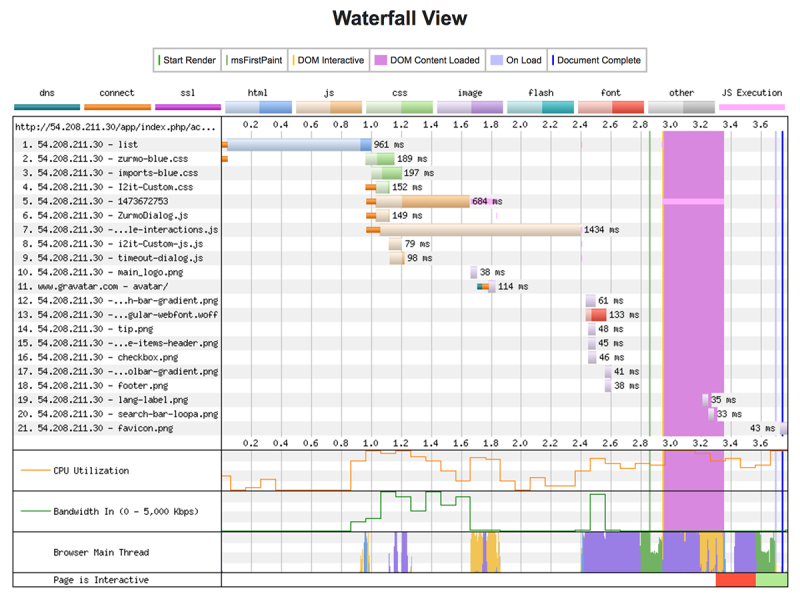 Waterfall View
Start Render msFirstPaint DOM Interactive DOM Content Loaded On Load Document Complete
dns connect ssl html js css image flash font other JS Execution
http://54.208.211.30/app/index.php/ac... 0.2 0.4 0.6 0.8 1.0 1.2 1.4 1.6 1.8 2.0 2.2 2.4 2.6 2.8 3.0 3.2 3.4 3.6
1. 54.208.211.30 - list 961 ms
2. 54.208.211.30 - zurmo-blue.css 189 ms
3. 54.208.211.30 - imports-blue.css 197 ms
4. 54.208.211.30 - I2it-Custom.css 152 ms
5. 54.208.211.30 - 1473672753 684 ms
6. 54.208.211.30 - ZurmoDialog.js 149 ms
7. 54.208.211.30 - ...le-interactions.js 1434 ms
8. 54.208.211.30 - i2it-Custom-js.js 79 ms
9. 54.208.211.30 - timeout-dialog.js 98 ms
10. 54.208.211.30 - main_logo.png 38 ms
11. www.gravatar.com - avatar/ 114 ms
12. 54.208.211.30 - ...h-bar-gradient.png 61 ms
13. 54.208.211.30 - ...gular-webfont.woff 133 ms
14. 54.208.211.30 - tip.png 48 ms
15. 54.208.211.30 - ...e-items-header.png 45 ms
16. 54.208.211.30 - checkbox.png 46 ms
17. 54.208.211.30 - ...olbar-gradient.png 41 ms
18. 54.208.211.30 - footer.png 38 ms
19. 54.208.211.30 - lang-label.png 35 ms
20. 54.208.211.30 - search-bar-loopa.png 33 ms
21. 54.208.211.30 - favicon.png 43 ms
0.2 0.4 0.6 0.8 1.0 1.2 1.4 1.6 1.8 2.0 2.2 2.4 2.6 2.8 3.0 3.2 3.4 3.6
CPU Utilization
Bandwidth In (0 - 5,000 Kbps)
Browser Main Thread
Page is Interactive